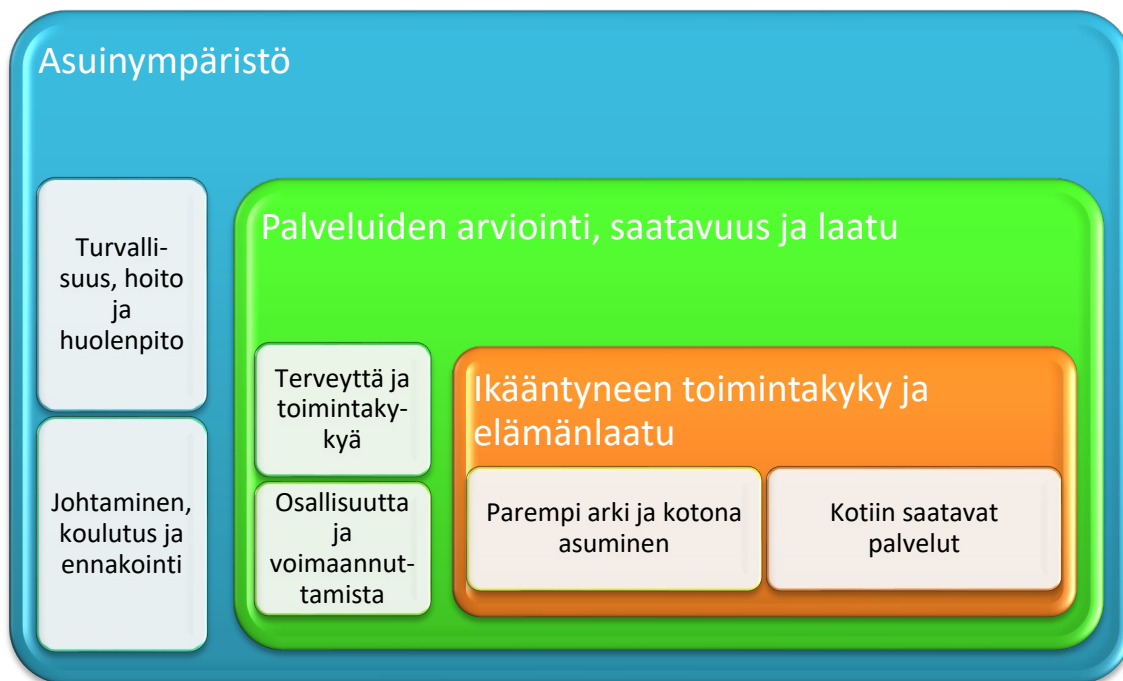 Asuinympäristö
Turvalli-
suus, hoito
ja
huolenpito
Johtaminen,
koulutus ja
ennakointi
Palveluiden arviointi, saatavuus ja laatu
Terveyttä ja
toimintaky-
kyä
Osallisuutta
ja
voimaannut-
tamista
Ikääntyneen toimintakyky ja
elämänlaatu
Parempi arki ja kotona
asuminen
Kotiin saatavat
palvelut